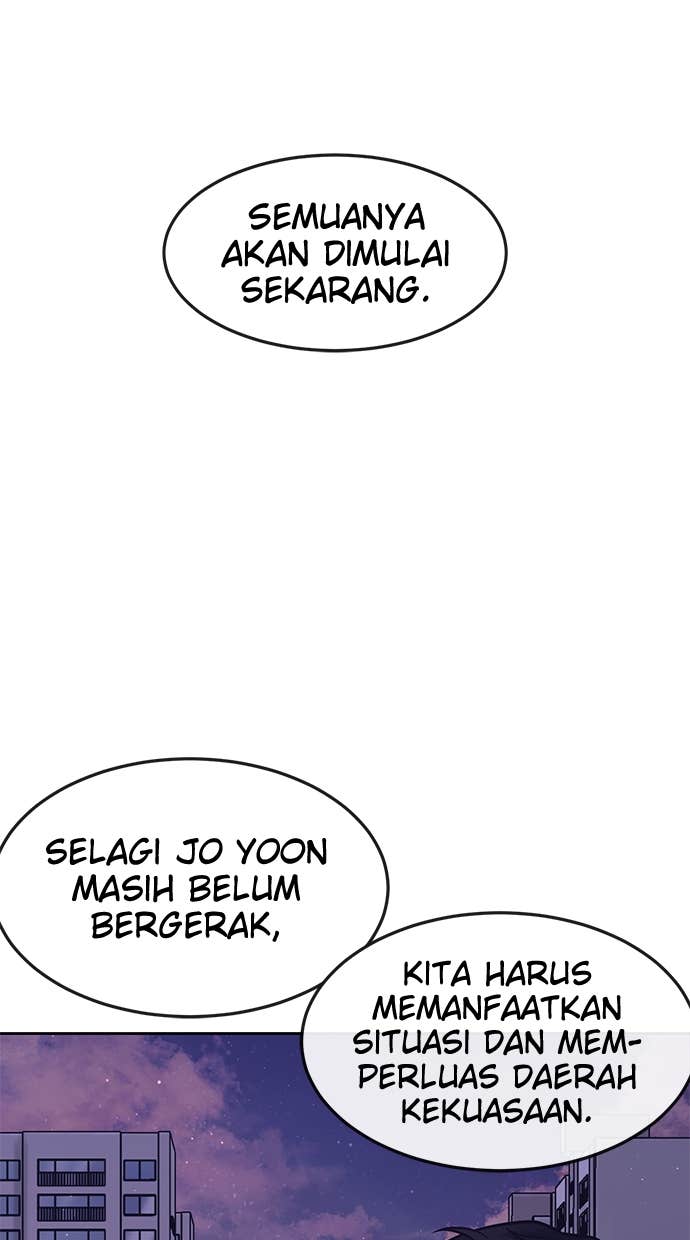 SEMUANYA
AKAN DIMULAI
SEKARANG.
SELAGI JO YOON
MASIH BELUM
BERGERAK,
KITA HARUS
MEMANFAATKAN
SITUASI DAN MEM-
PERLUAS DAERAH
KEKUASAAN.